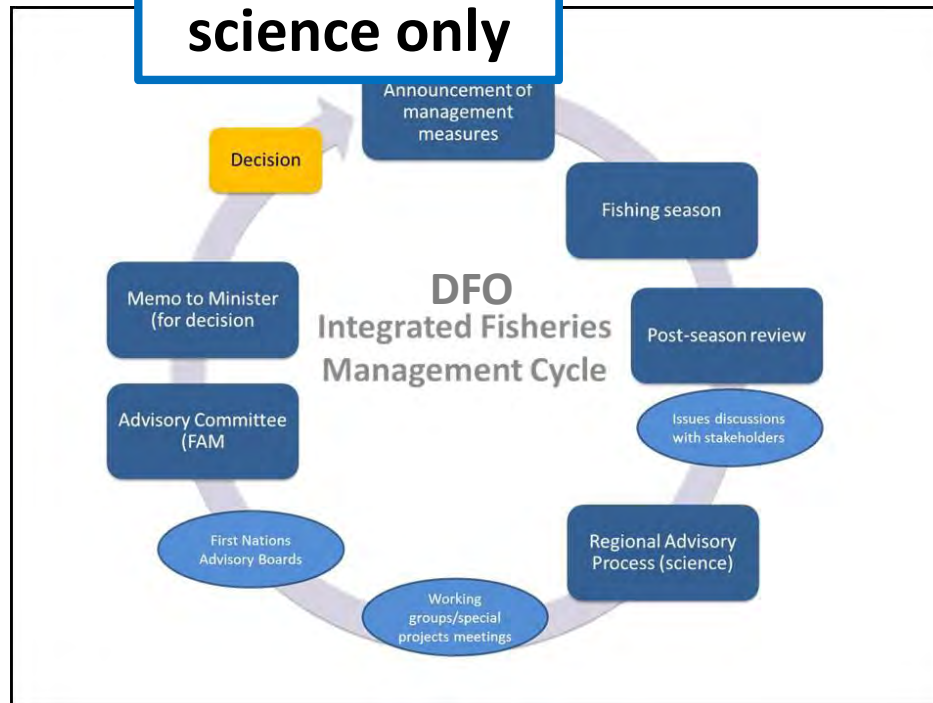 science only
Announcement of
management
measures
Decision
Fishing season
Memo to Minister
(for decision
DFO
Integrated Fisheries
Management Cycle
Post-season review
Issues discussions
with stakeholders
Advisory Committee
(FAM
First Nations
Advisory Boards
Regional Advisory
Process (science)
Working
groups/special
projects meetings